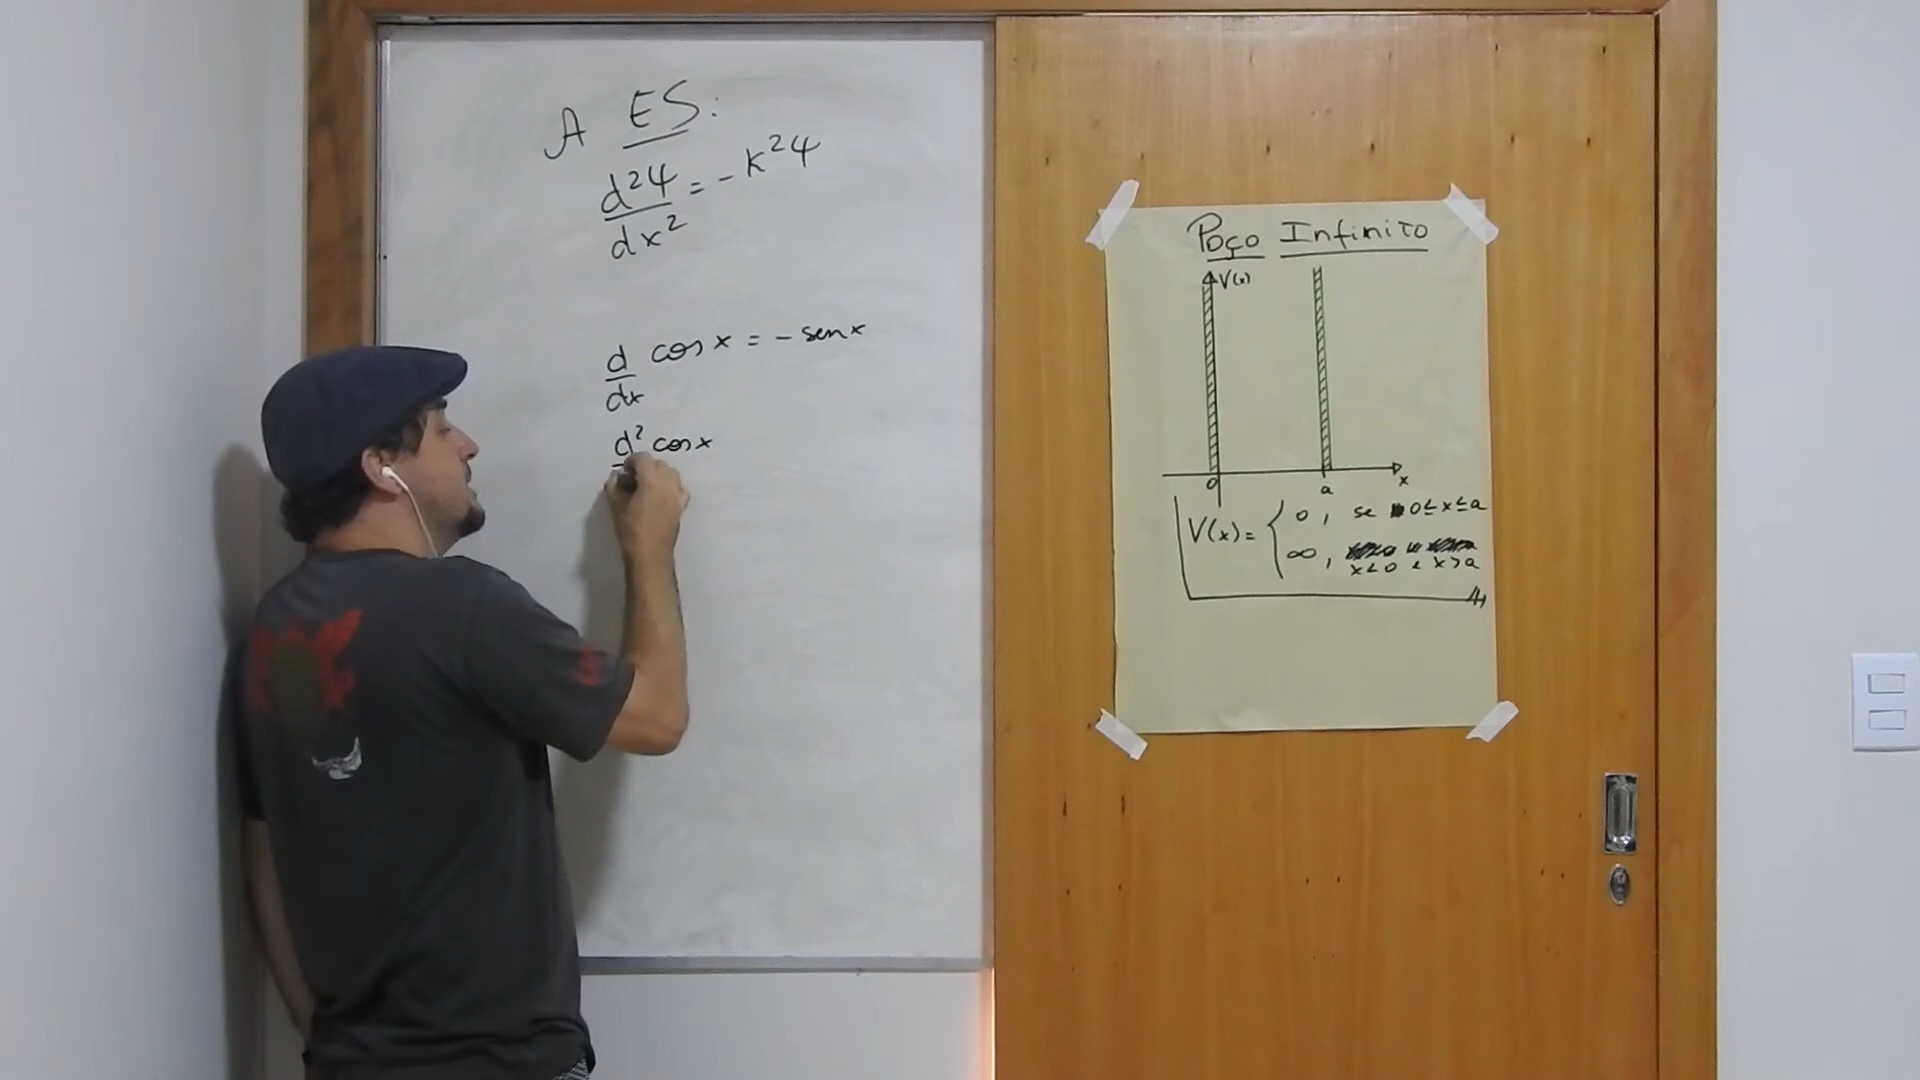 A ES:
d²ψ/dx² = - k²ψ
d/dx cos x = - sen x
d² cos x
Poço Infinito
V(x)
0 a x
V(x) = { 0, se 0 ≤ x ≤ a
∞, x < 0 e x > a